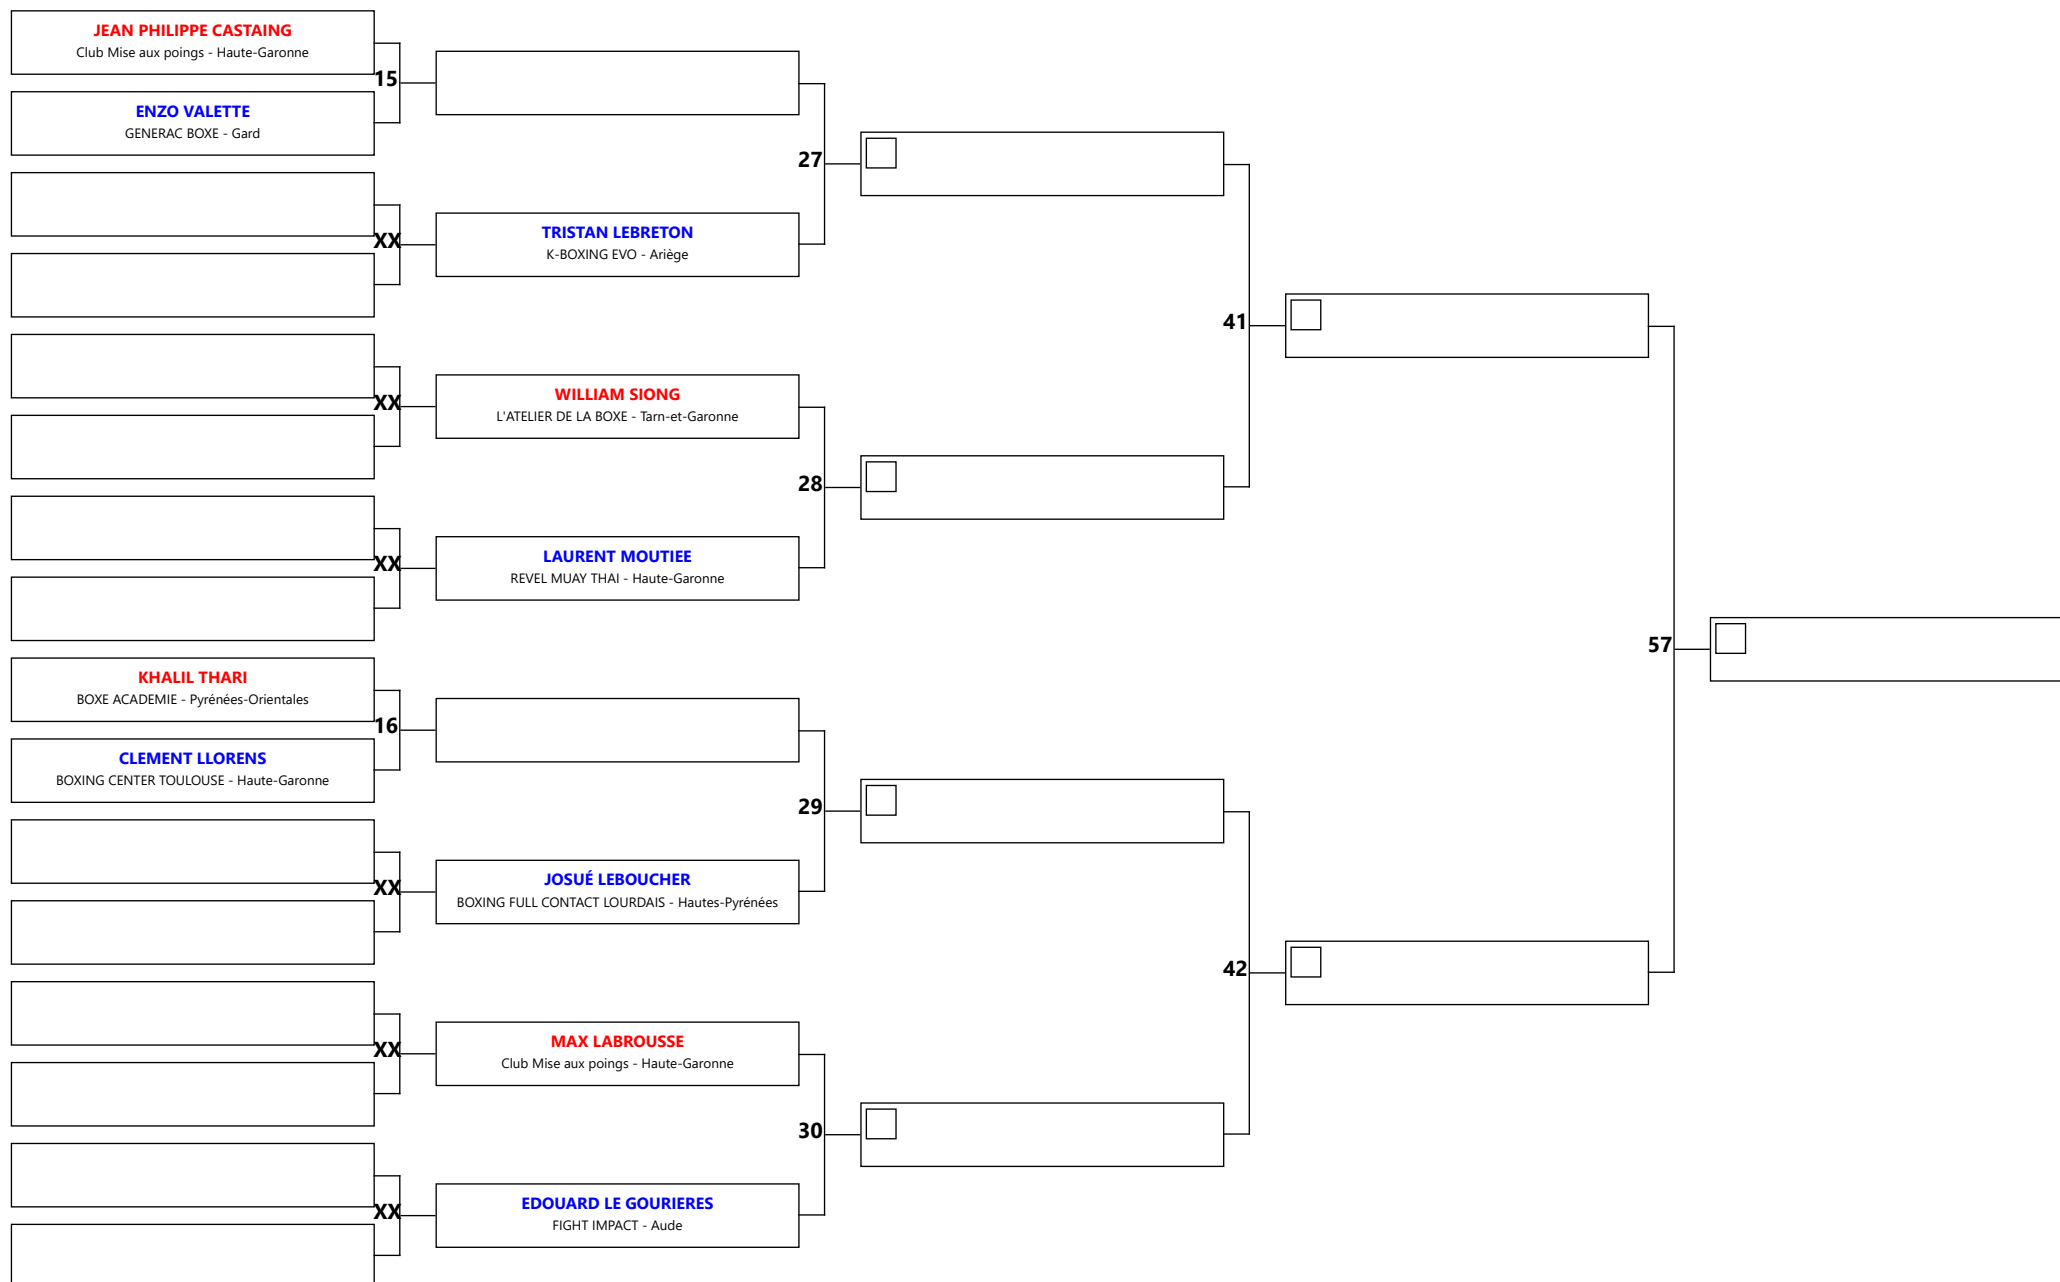 JEAN PHILIPPE CASTAING
Club Mise aux poings - Haute-Garonne
15
ENZO VALETTE
GENERAC BOXE - Gard
27
XX
TRISTAN LEBRETON
K-BOXING EVO - Ariège
41
XX
WILLIAM SIONG
L'ATELIER DE LA BOXE - Tarn-et-Garonne
28
XX
LAURENT MOUTIEE
REVEL MUAY THAI - Haute-Garonne
57
KHALIL THARI
BOXE ACADEMIE - Pyrénées-Orientales
16
CLEMENT LLORENS
BOXING CENTER TOULOUSE - Haute-Garonne
29
XX
JOSUÉ LEBOUCHER
BOXING FULL CONTACT LOURDAIS - Hautes-Pyrénées
42
XX
MAX LABROUSSE
Club Mise aux poings - Haute-Garonne
30
XX
EDOUARD LE GOURIERES
FIGHT IMPACT - Aude